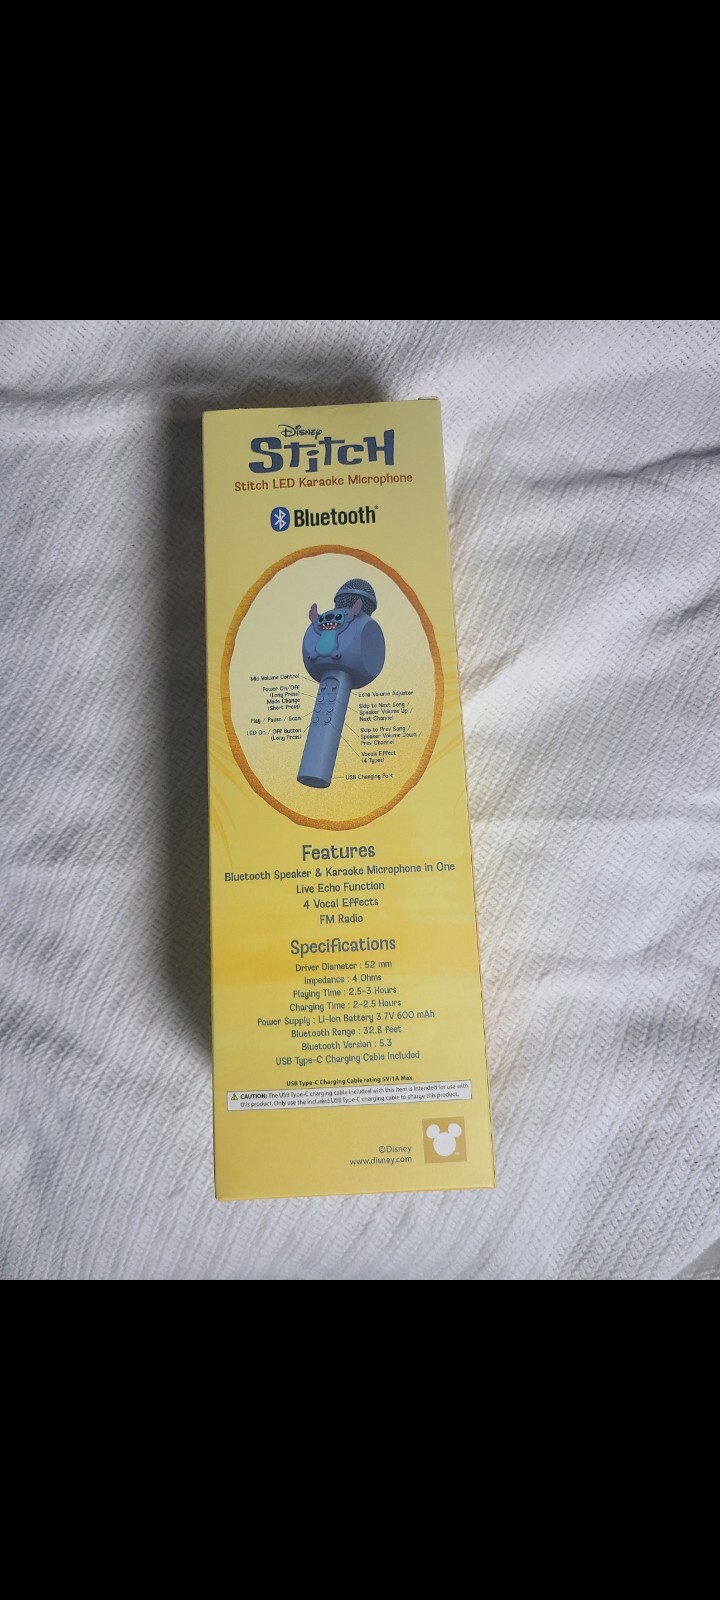 Disney
Stitch
Stitch LED Karaoke Microphone
Bluetooth®
Mic Volume Control
Power On/Off
(Long Press)
Mode Change
(Short Press)
Play / Pause / Scan
LED On / Off Button
(Long Press)
Echo Volume Adjuster
Skip to Next Song /
Speaker Volume Up /
Next Channel
Skip to Prev Song /
Speaker Volume Down /
Prev Channel
Vocals Effect
(4 Types)
USB Charging Port
Features
Bluetooth Speaker & Karaoke Microphone in One
Live Echo Function
4 Vocal Effects
FM Radio
Specifications
Driver Diameter : 52 mm
Impedance : 4 Ohms
Playing Time : 2.5-3 Hours
Charging Time : 2-2.5 Hours
Power Supply : Li-Ion Battery 3.7V 600 mAh
Bluetooth Range : 32.8 feet
Bluetooth Version : 5.3
USB Type-C Charging Cable Included
USB Type-C Charging Cable rating 5V/1A Max.
CAUTION: The USB Type-C charging cable included with this item is intended for use with
this product. Only use the included USB Type-C charging cable to charge this product.
©Disney
www.disney.com